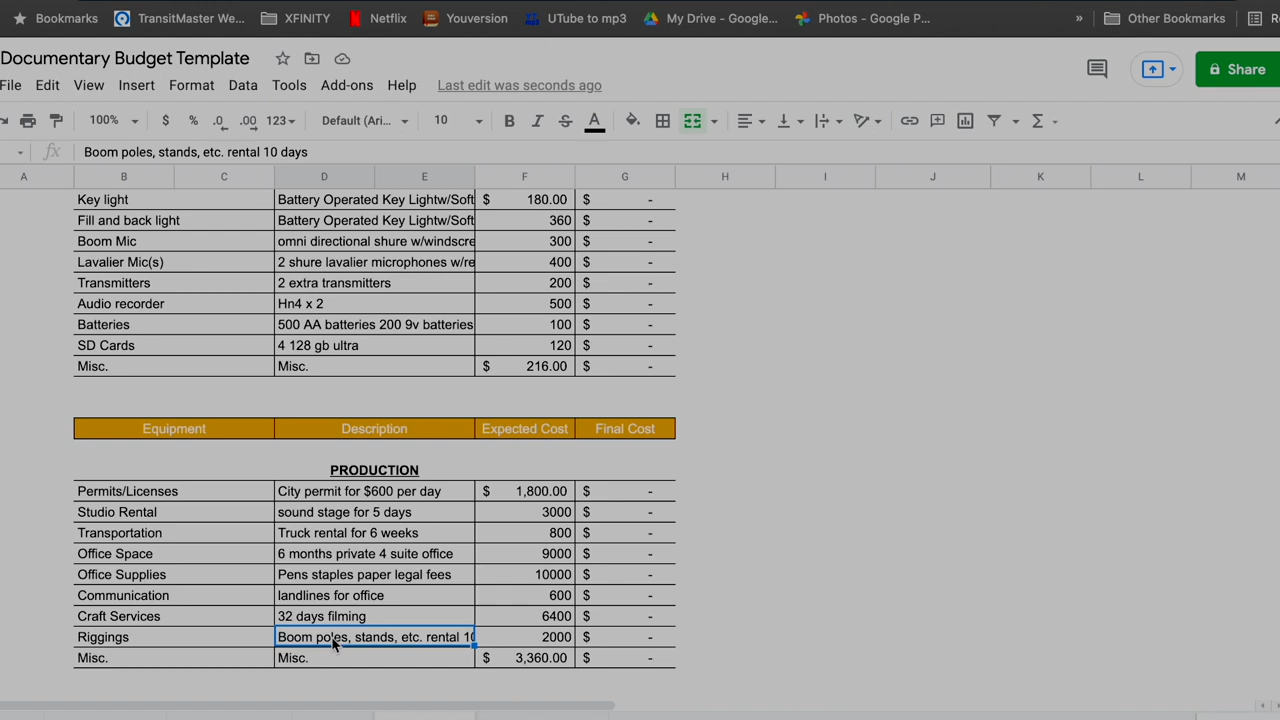 Bookmarks TransitMaster We... XFINITY Netflix Youversion UTube to mp3 My Drive - Google... Photos - Google P... » Other Bookmarks
Documentary Budget Template
File Edit View Insert Format Data Tools Add-ons Help Last edit was seconds ago Share
100% $ % .0 .00 123 Default (Ari... 10 B I S A
fx Boom poles, stands, etc. rental 10 days
A B C D E F G H I J K L M
Key light Battery Operated Key Lightw/Soft $ 180.00 $ -
Fill and back light Battery Operated Key Lightw/Soft 360 $ -
Boom Mic omni directional shure w/windscre 300 $ -
Lavalier Mic(s) 2 shure lavalier microphones w/re 400 $ -
Transmitters 2 extra transmitters 200 $ -
Audio recorder Hn4 x 2 500 $ -
Batteries 500 AA batteries 200 9v batteries 100 $ -
SD Cards 4 128 gb ultra 120 $ -
Misc. Misc. $ 216.00 $ -
Equipment Description Expected Cost Final Cost
PRODUCTION
Permits/Licenses City permit for $600 per day $ 1,800.00 $ -
Studio Rental sound stage for 5 days 3000 $ -
Transportation Truck rental for 6 weeks 800 $ -
Office Space 6 months private 4 suite office 9000 $ -
Office Supplies Pens staples paper legal fees 10000 $ -
Communication landlines for office 600 $ -
Craft Services 32 days filming 6400 $ -
Riggings Boom poles, stands, etc. rental 10 2000 $ -
Misc. Misc. $ 3,360.00 $ -